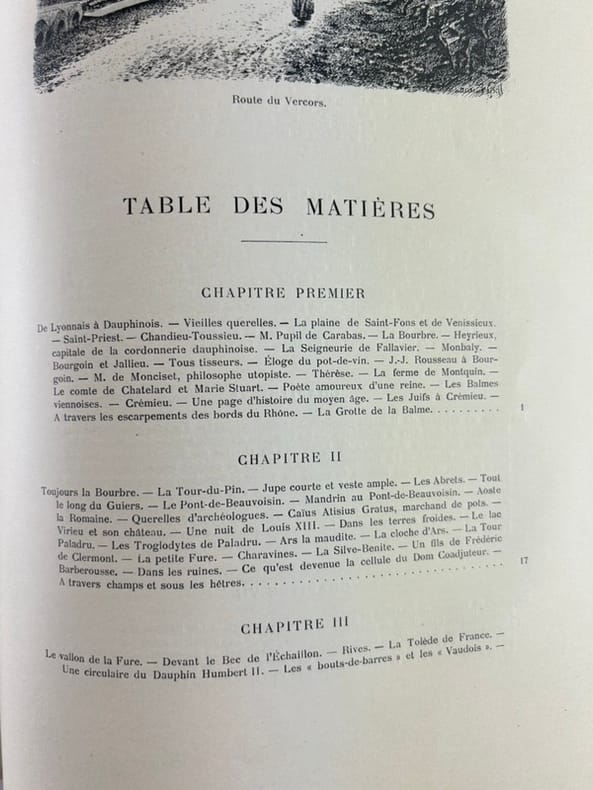 Route du Vercors.
TABLE DES MATIÈRES
CHAPITRE PREMIER
De Lyonnais à Dauphinois. — Vieilles querelles. — La plaine de Saint-Fons et de Venissieux.
— Saint-Priest. — Chandieu-Toussieu. — M. Pupil de Carabas. — La Bourbre. — Heyrieux,
capitale de la cordonnerie dauphinoise. — La Seigneurie de Fallavier. — Monbaly. —
Bourgoin et Jallieu. — Tous tisseurs. — Éloge du pot-de-vin. — J.-J. Rousseau à Bour-
goin. — M. de Monciset, philosophe utopiste. — Thérèse. — La ferme de Montquin. —
Le comte de Chatelard et Marie Stuart. — Poète amoureux d'une reine. — Les Balmes
viennoises. — Crémieu. — Une page d'histoire du moyen âge. — Les Juifs à Crémieu. —
A travers les escarpements des bords du Rhône. — La Grotte de la Balme. . . . . . . . . . 1
CHAPITRE II
Toujours la Bourbre. — La Tour-du-Pin. — Jupe courte et veste ample. — Les Abrets. — Tout
le long du Guiers. — Le Pont-de-Beauvoisin. — Mandrin au Pont-de-Beauvoisin. — Aoste
la Romaine. — Querelles d'archéologues. — Caïus Atisius Gratus, marchand de pots. —
Virieu et son château. — Une nuit de Louis XIII. — Dans les terres froides. — Le lac
Paladru. — Les Troglodytes de Paladru. — Ars la maudite. — La cloche d'Ars. — La Tour
de Clermont. — La petite Fure. — Charavines. — La Silve-Benite. — Un fils de Frédéric
Barberousse. — Dans les ruines. — Ce qu'est devenue la cellule du Dom Coadjuteur. —
A travers champs et sous les hêtres. . . . . . . . . . . . . . . . . . . . . . . . . . 17
CHAPITRE III
Le vallon de la Fure. — Devant le Bec de l'Échaillon. — Rives. — La Tolède de France. —
Une circulaire du Dauphin Humbert II. — Les « bouts-de-barres » et les « Vaudois ». —